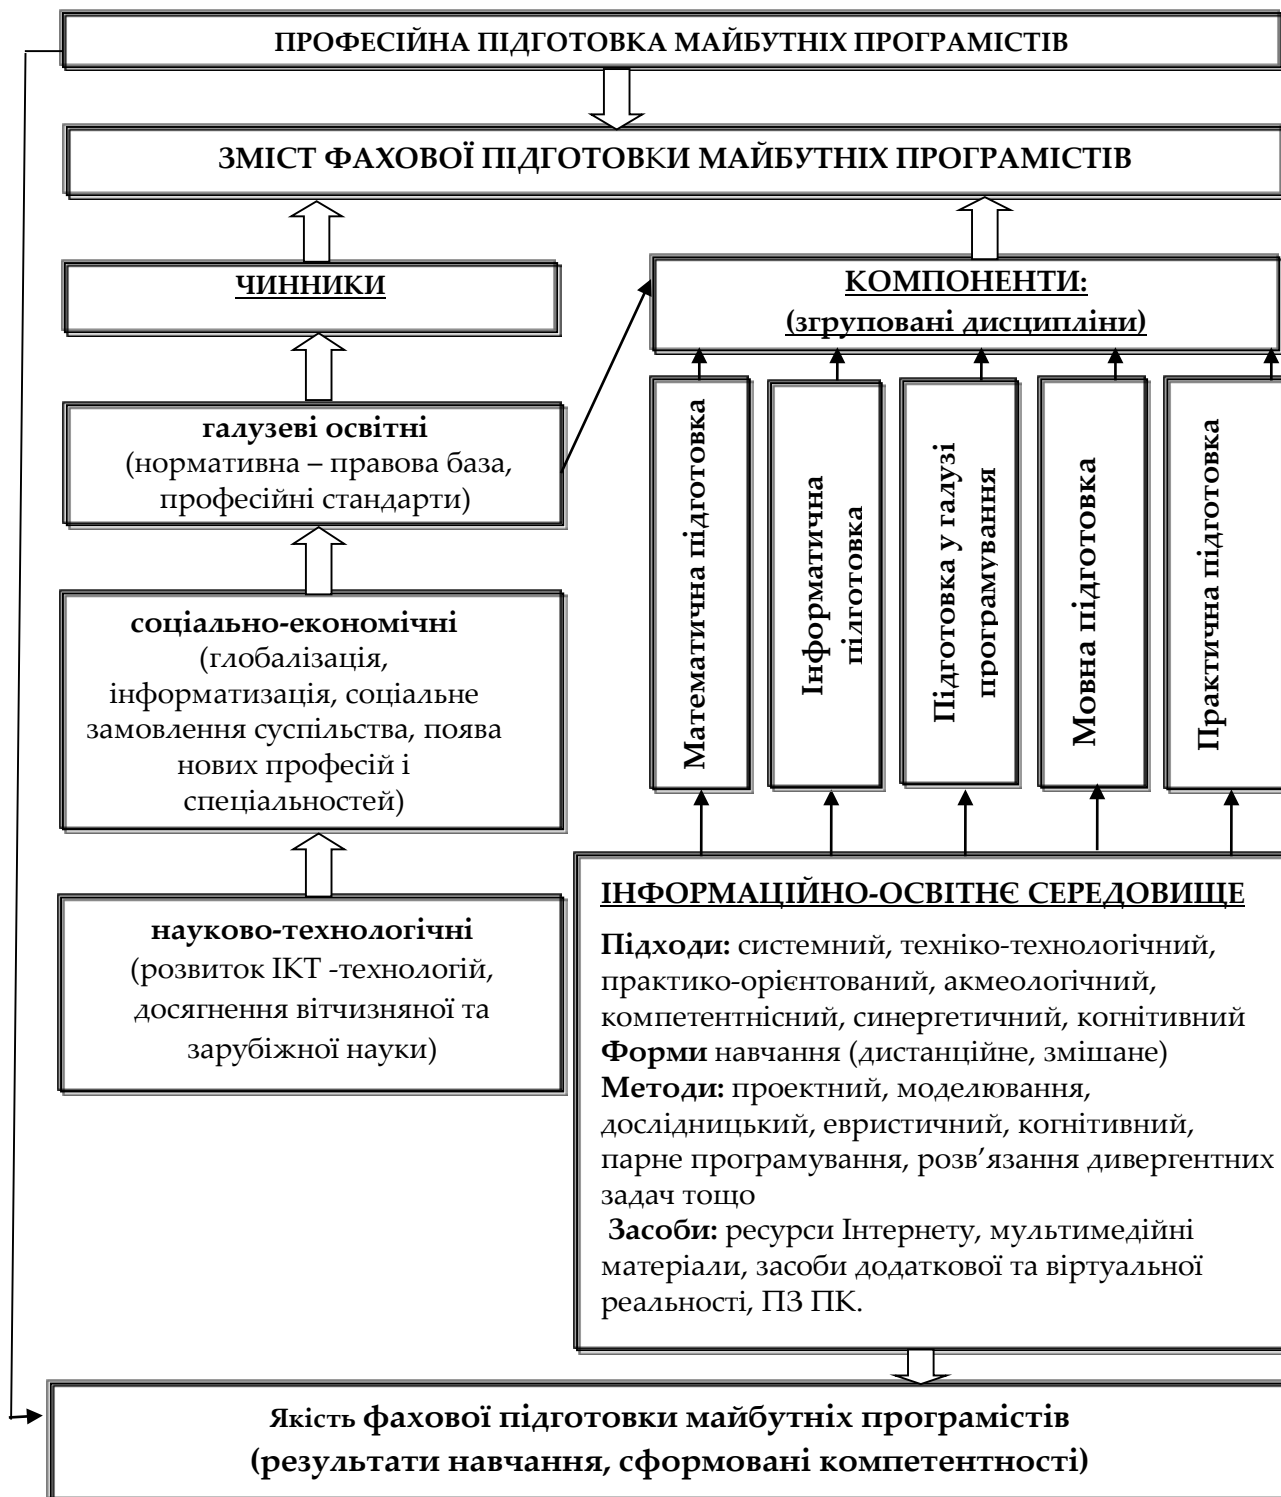 ПРОФЕСІЙНА ПІДГОТОВКА МАЙБУТНІХ ПРОГРАМІСТІВ
ЗМІСТ ФАХОВОЇ ПІДГОТОВКИ МАЙБУТНІХ ПРОГРАМІСТІВ
ЧИННИКИ
галузеві освітні
(нормативна – правова база,
професійні стандарти)
соціально-економічні
(глобалізація,
інформатизація, соціальне
замовлення суспільства, поява
нових професій і
спеціальностей)
науково-технологічні
(розвиток ІКТ -технологій,
досягнення вітчизняної та
зарубіжної науки)
КОМПОНЕНТИ:
(згруповані дисципліни)
Математична підготовка
Інформатична
підготовка
Підготовка у галузі
програмування
Мовна підготовка
Практична підготовка
ІНФОРМАЦІЙНО-ОСВІТНЄ СЕРЕДОВИЩЕ
Підходи: системний, техніко-технологічний,
практико-орієнтований, акмеологічний,
компетентнісний, синергетичний, когнітивний
Форми навчання (дистанційне, змішане)
Методи: проектний, моделювання,
дослідницький, евристичний, когнітивний,
парне програмування, розв’язання дивергентних
задач тощо
Засоби: ресурси Інтернету, мультимедійні
матеріали, засоби додаткової та віртуальної
реальності, ПЗ ПК.
Якість фахової підготовки майбутніх програмістів
(результати навчання, сформовані компетентності)